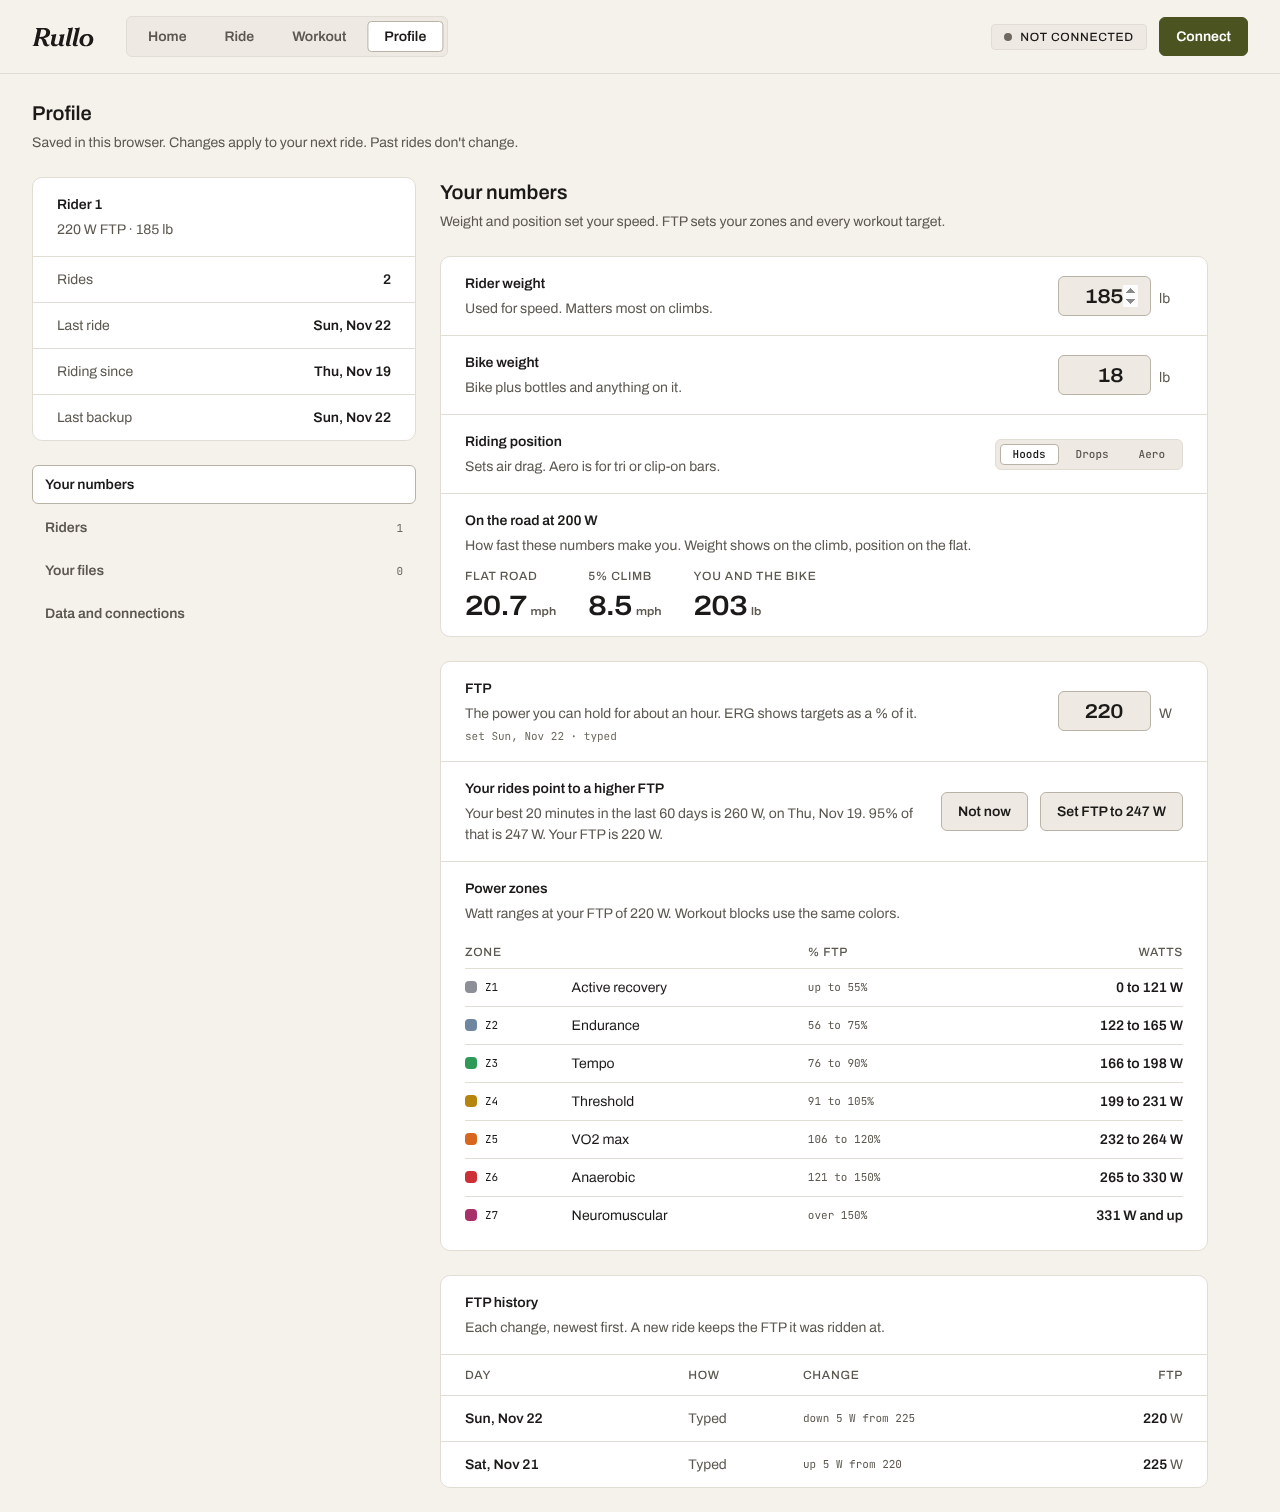 Rullo
Home Ride Workout Profile
NOT CONNECTED
Connect
Profile
Saved in this browser. Changes apply to your next ride. Past rides don't change.
Rider 1
220 W FTP · 185 lb
Rides 2
Last ride Sun, Nov 22
Riding since Thu, Nov 19
Last backup Sun, Nov 22
Your numbers
Riders 1
Your files 0
Data and connections
Your numbers
Weight and position set your speed. FTP sets your zones and every workout target.
Rider weight
Used for speed. Matters most on climbs.
185 lb
Bike weight
Bike plus bottles and anything on it.
18 lb
Riding position
Sets air drag. Aero is for tri or clip-on bars.
Hoods Drops Aero
On the road at 200 W
How fast these numbers make you. Weight shows on the climb, position on the flat.
FLAT ROAD 5% CLIMB YOU AND THE BIKE
20.7 mph 8.5 mph 203 lb
FTP
The power you can hold for about an hour. ERG shows targets as a % of it.
set Sun, Nov 22 · typed
220 W
Your rides point to a higher FTP
Your best 20 minutes in the last 60 days is 260 W, on Thu, Nov 19. 95% of
that is 247 W. Your FTP is 220 W.
Not now Set FTP to 247 W
Power zones
Watt ranges at your FTP of 220 W. Workout blocks use the same colors.
ZONE % FTP WATTS
Z1 Active recovery up to 55% 0 to 121 W
Z2 Endurance 56 to 75% 122 to 165 W
Z3 Tempo 76 to 90% 166 to 198 W
Z4 Threshold 91 to 105% 199 to 231 W
Z5 VO2 max 106 to 120% 232 to 264 W
Z6 Anaerobic 121 to 150% 265 to 330 W
Z7 Neuromuscular over 150% 331 W and up
FTP history
Each change, newest first. A new ride keeps the FTP it was ridden at.
DAY HOW CHANGE FTP
Sun, Nov 22 Typed down 5 W from 225 220 W
Sat, Nov 21 Typed up 5 W from 220 225 W